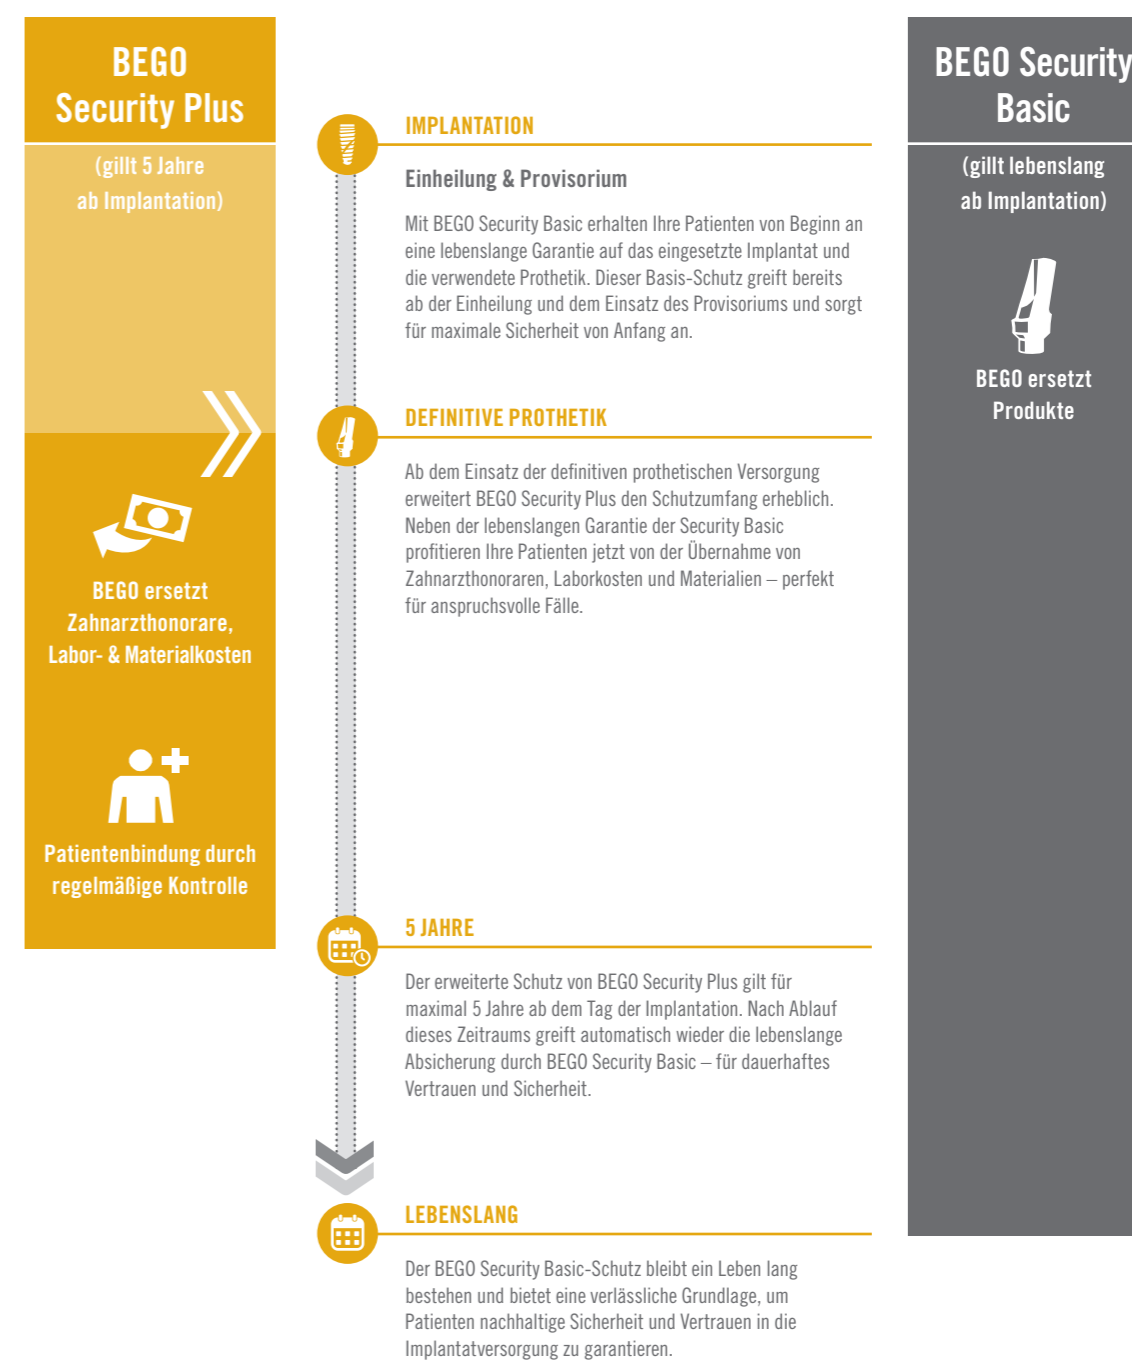 BEGO
Security Plus
(gillt 5 Jahre
ab Implantation)
BEGO ersetzt
Zahnarzthonorare,
Labor- & Materialkosten
Patientenbindung durch
regelmäßige Kontrolle
IMPLANTATION
Einheilung & Provisorium
Mit BEGO Security Basic erhalten Ihre Patienten von Beginn an
eine lebenslange Garantie auf das eingesetzte Implantat und
die verwendete Prothetik. Dieser Basis-Schutz greift bereits
ab der Einheilung und dem Einsatz des Provisoriums und sorgt
für maximale Sicherheit von Anfang an.
DEFINITIVE PROTHETIK
Ab dem Einsatz der definitiven prothetischen Versorgung
erweitert BEGO Security Plus den Schutzumfang erheblich.
Neben der lebenslangen Garantie der Security Basic
profitieren Ihre Patienten jetzt von der Übernahme von
Zahnarzthonoraren, Laborkosten und Materialien – perfekt
für anspruchsvolle Fälle.
5 JAHRE
Der erweiterte Schutz von BEGO Security Plus gilt für
maximal 5 Jahre ab dem Tag der Implantation. Nach Ablauf
dieses Zeitraums greift automatisch wieder die lebenslange
Absicherung durch BEGO Security Basic – für dauerhaftes
Vertrauen und Sicherheit.
LEBENSLANG
Der BEGO Security Basic-Schutz bleibt ein Leben lang
bestehen und bietet eine verlässliche Grundlage, um
Patienten nachhaltige Sicherheit und Vertrauen in die
Implantatversorgung zu garantieren.
BEGO Security
Basic
(gillt lebenslang
ab Implantation)
BEGO ersetzt
Produkte